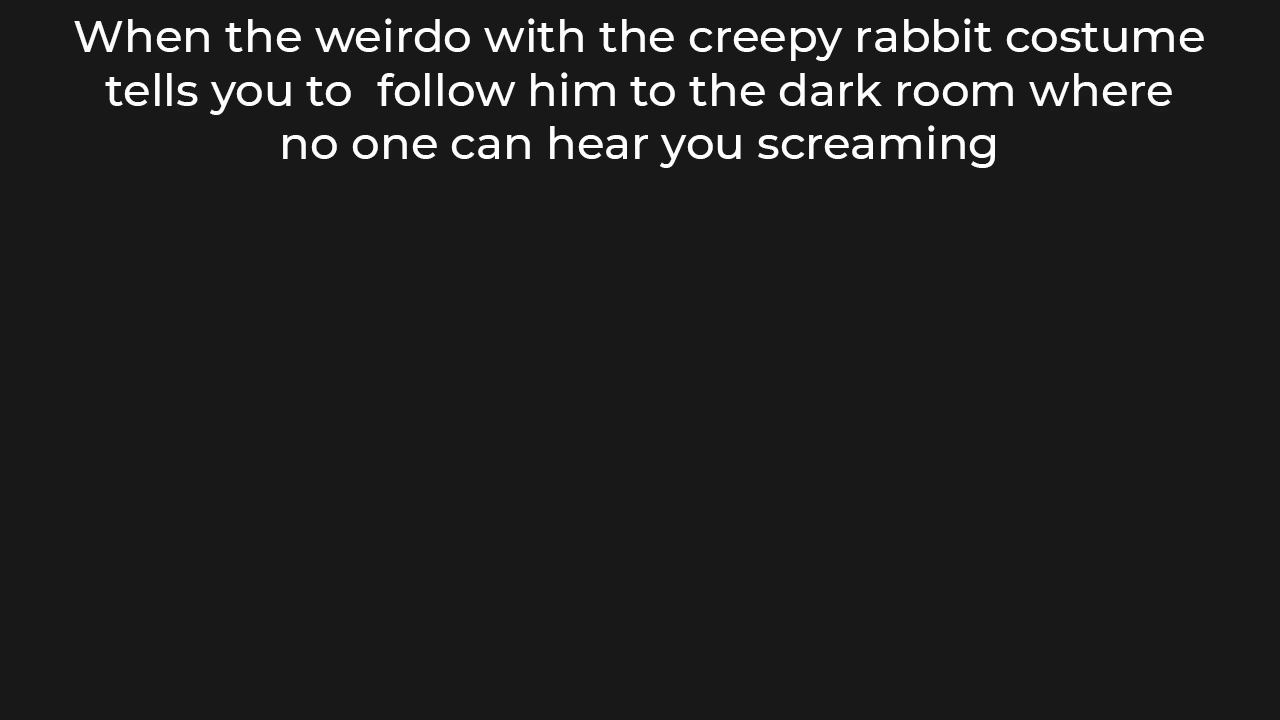 When the weirdo with the creepy rabbit costume
tells you to  follow him to the dark room where
no one can hear you screaming